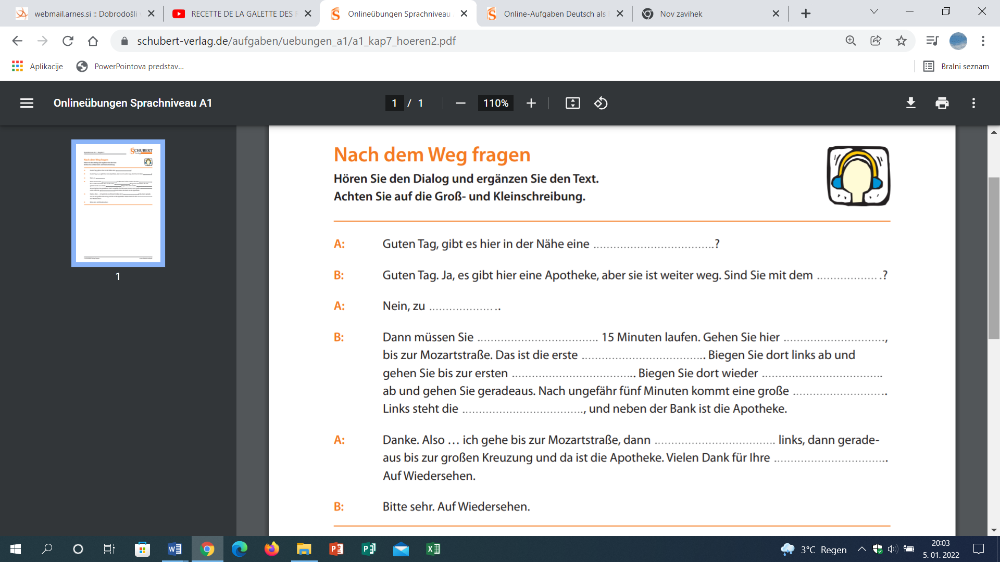 webmail.arnes.si :: Dobrodošli
RECETTE DE LA GALETTE DES
Onlineübungen Sprachniveau
Online-Aufgaben Deutsch als
Nov zavihek
schubert-verlag.de/aufgaben/uebungen_a1/a1_kap7_hoeren2.pdf
Aplikacije
PowerPointova predstav...
Bralni seznam
Onlineübungen Sprachniveau A1
1 / 1
110%
SCHUBERT
1
Nach dem Weg fragen
Hören Sie den Dialog und ergänzen Sie den Text.
Achten Sie auf die Groß- und Kleinschreibung.
A: Guten Tag, gibt es hier in der Nähe eine .....................................?
B: Guten Tag. Ja, es gibt hier eine Apotheke, aber sie ist weiter weg. Sind Sie mit dem ................... .?
A: Nein, zu .................... ..
B: Dann müssen Sie ..................................... 15 Minuten laufen. Gehen Sie hier ...............................,
bis zur Mozartstraße. Das ist die erste ...................................... Biegen Sie dort links ab und
gehen Sie bis zur ersten ...................................... Biegen Sie dort wieder .....................................
ab und gehen Sie geradeaus. Nach ungefähr fünf Minuten kommt eine große .............................
Links steht die ....................................., und neben der Bank ist die Apotheke.
A: Danke. Also … ich gehe bis zur Mozartstraße, dann ..................................... links, dann gerade-
aus bis zur großen Kreuzung und da ist die Apotheke. Vielen Dank für Ihre ...................................
Auf Wiedersehen.
B: Bitte sehr. Auf Wiedersehen.
3°C Regen
20:03
5. 01. 2022